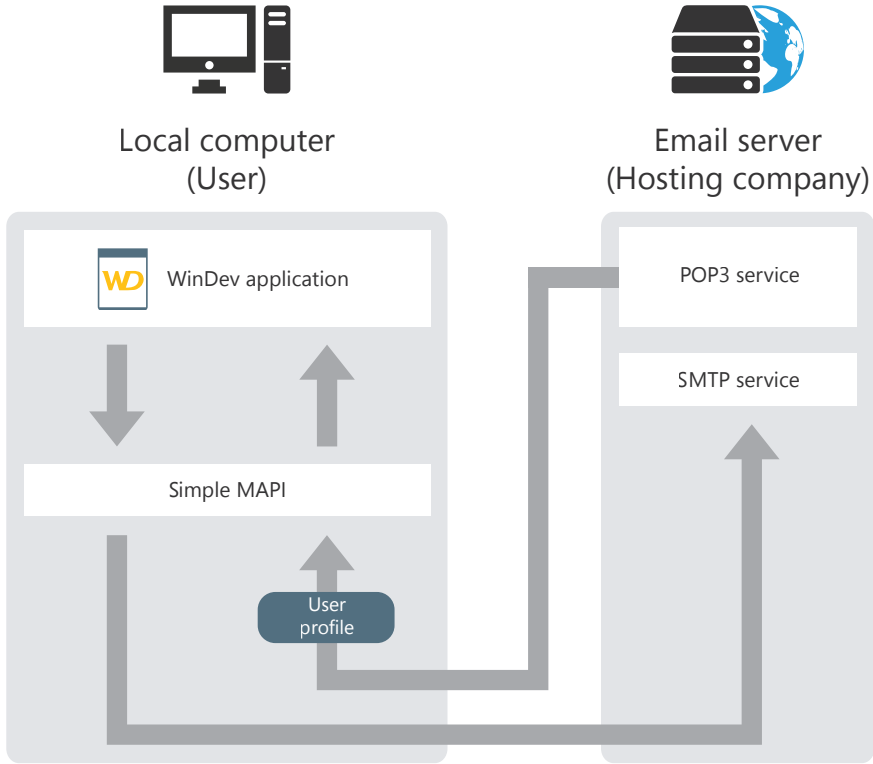 Local computer
(User)
Email server
(Hosting company)
WD
WinDev application
POP3 service
SMTP service
Simple MAPI
User
profile